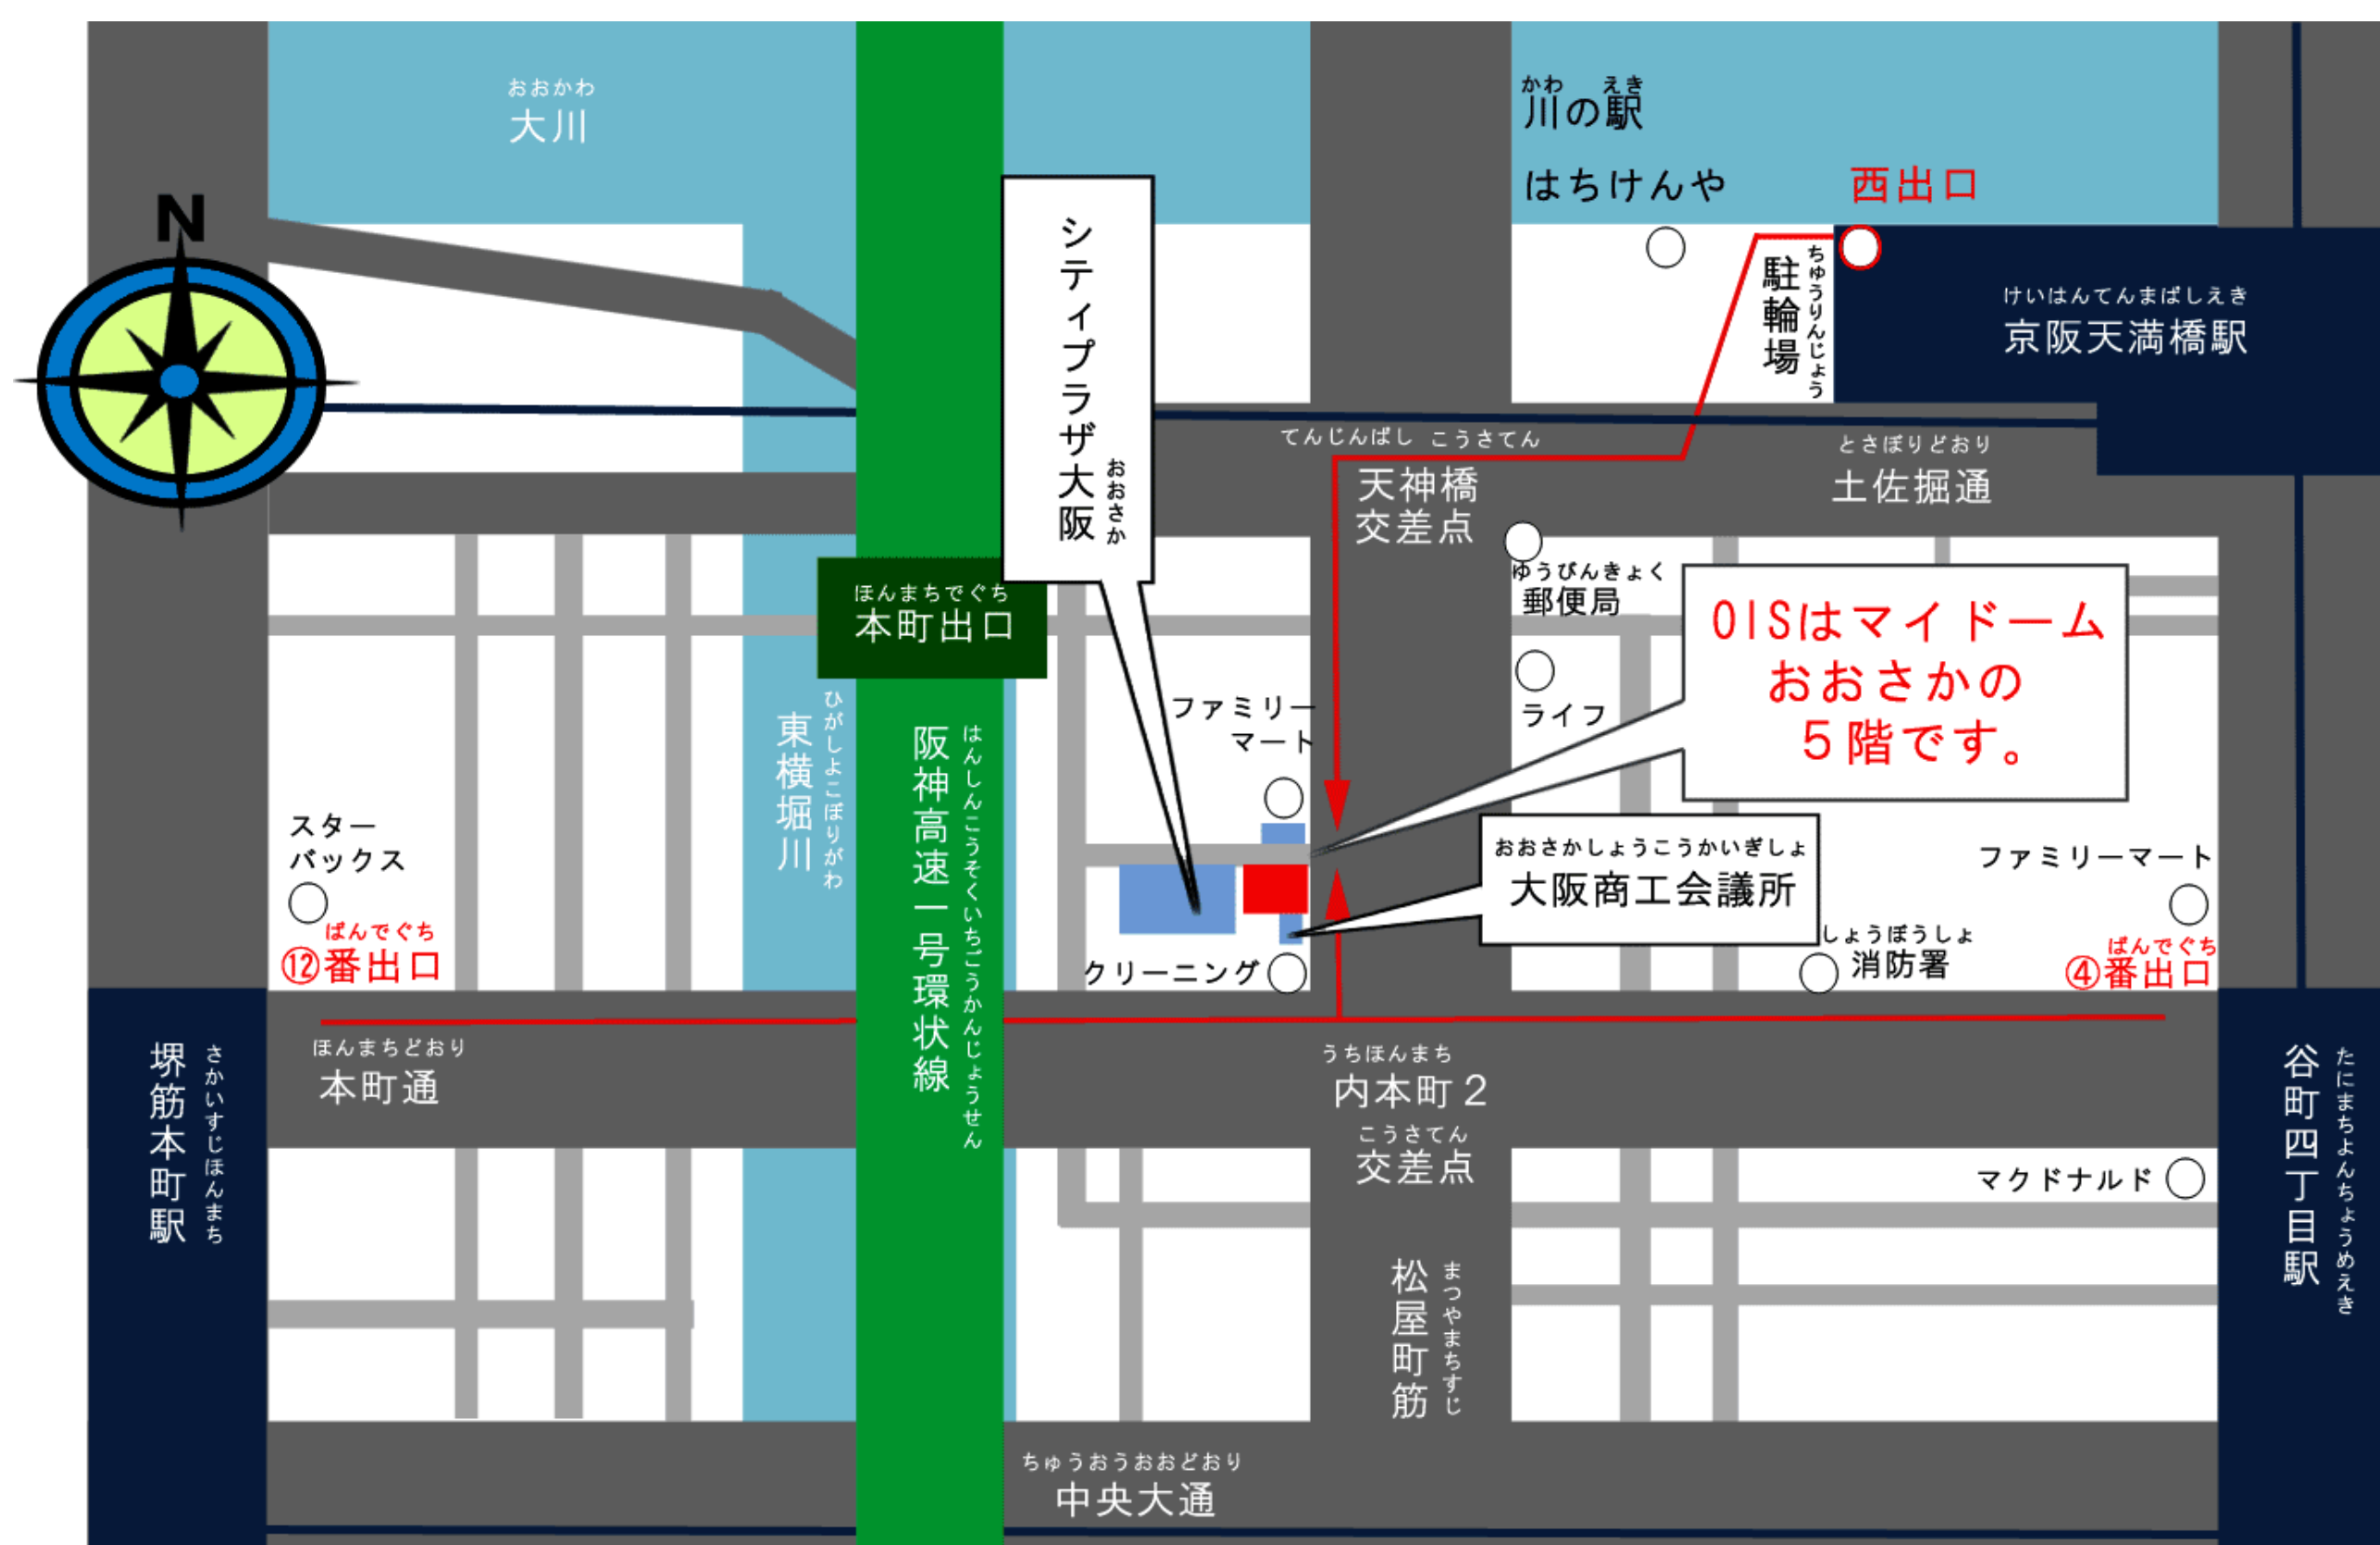 N
おおかわ
大川
かわ えき
川の駅
はちけんや
西出口
ちゅうりんじょう
駐輪場
けいはんてんまばしえき
京阪天満橋駅
シティプラザ大阪
おおさか
てんじんばし こうさてん
天神橋
交差点
とさぼりどおり
土佐掘通
ゆうびんきょく
郵便局
ほんまちでぐち
本町出口
OISはマイドーム
おおさかの
5階です。
ライフ
ファミリー
マート
ひがしよこぼりがわ
東横堀川
はんしんこうそくいちごうかんじょうせん
阪神高速一号環状線
スター
バックス
ばんでぐち
⑫番出口
おおさかしょうこうかいぎしょ
大阪商工会議所
ファミリーマート
しょうぼうしょ
消防署
ばんでぐち
④番出口
クリーニング
ほんまちどおり
本町通
うちほんまち
内本町2
こうさてん
交差点
さかいすじほんまち
堺筋本町駅
たにまちよんちょうめえき
谷町四丁目駅
マクドナルド
まつやまちすじ
松屋町筋
ちゅうおうおおどおり
中央大通